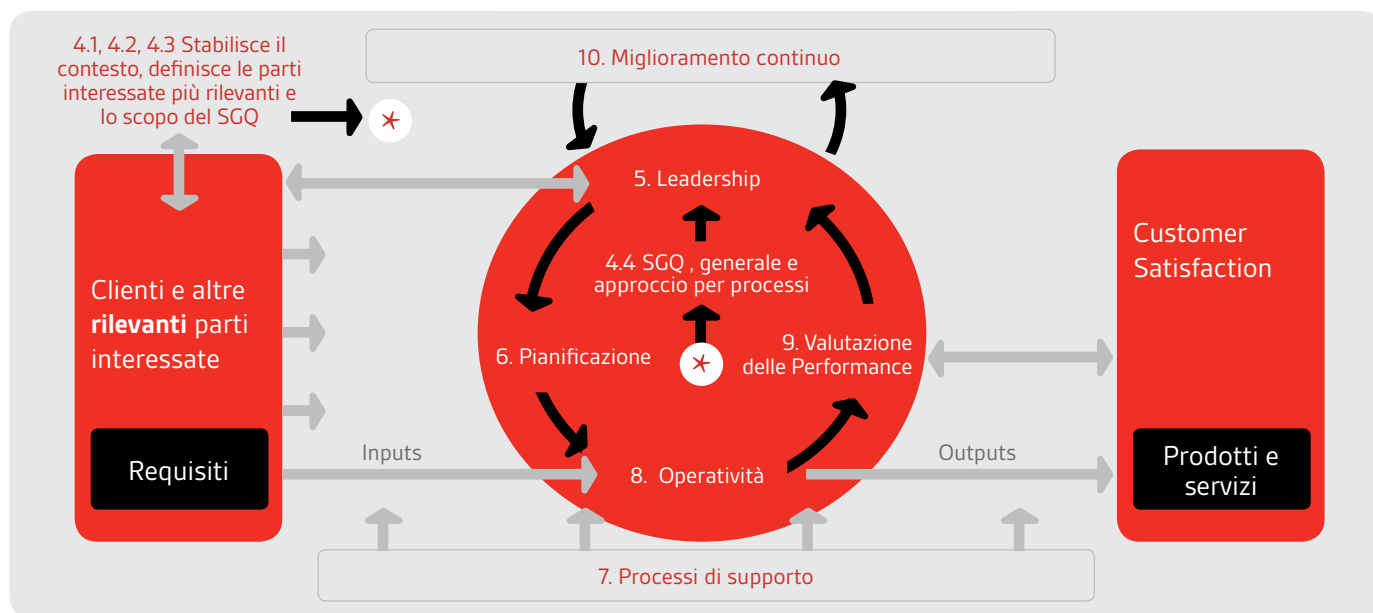 4.1, 4.2, 4.3 Stabilisce il
contesto, definisce le parti
interessate più rilevanti e
lo scopo del SGQ
10. Miglioramento continuo
5. Leadership
4.4 SGQ , generale e
approccio per processi
6. Pianificazione
9. Valutazione
delle Performance
8. Operatività
Clienti e altre
rilevanti parti
interessate
Requisiti
Inputs
Outputs
Customer
Satisfaction
Prodotti e
servizi
7. Processi di supporto